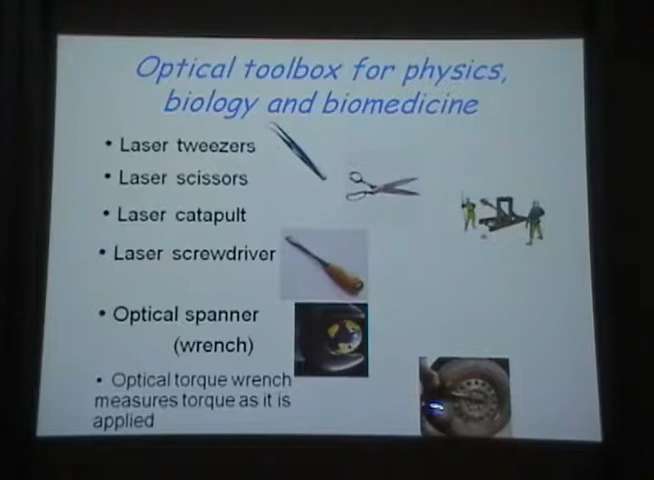 Optical toolbox for physics,
biology and biomedicine
• Laser tweezers
• Laser scissors
• Laser catapult
• Laser screwdriver
• Optical spanner
(wrench)
• Optical torque wrench
measures torque as it is
applied